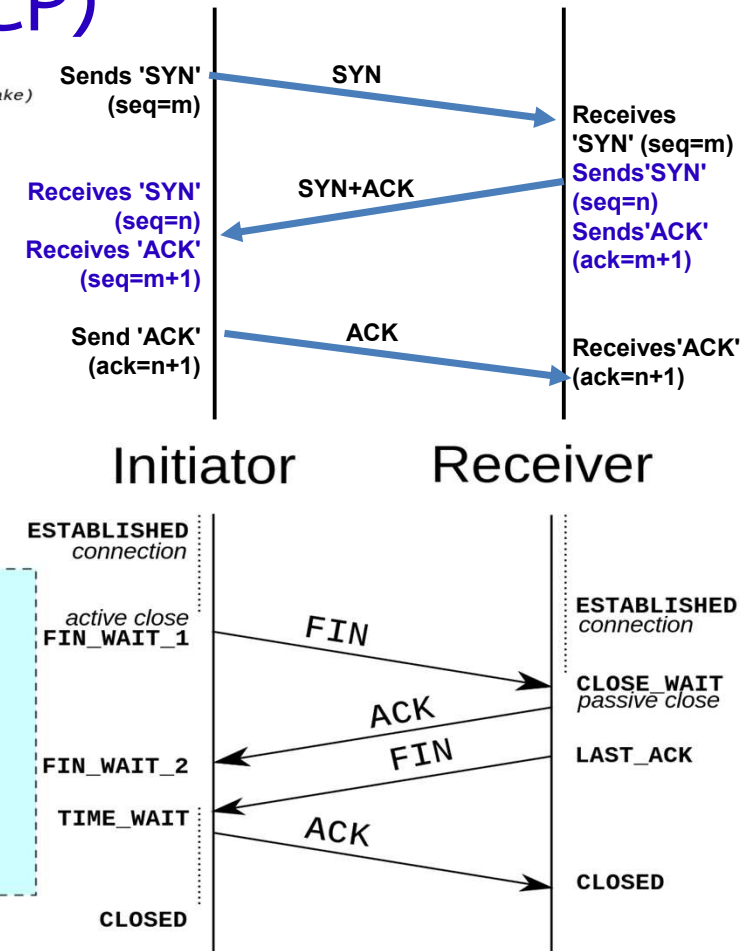 CP)
ake)
Sends 'SYN'
(seq=m)
SYN
Receives
'SYN' (seq=m)
Sends'SYN'
(seq=n)
Sends'ACK'
(ack=m+1)
SYN+ACK
Receives 'SYN'
(seq=n)
Receives 'ACK'
(seq=m+1)
Send 'ACK'
(ack=n+1)
ACK
Receives'ACK'
(ack=n+1)
Initiator
Receiver
ESTABLISHED
connection
active close
FIN_WAIT_1
FIN
ESTABLISHED
connection
CLOSE_WAIT
passive close
ACK
FIN_WAIT_2
FIN
LAST_ACK
TIME_WAIT
ACK
CLOSED
CLOSED